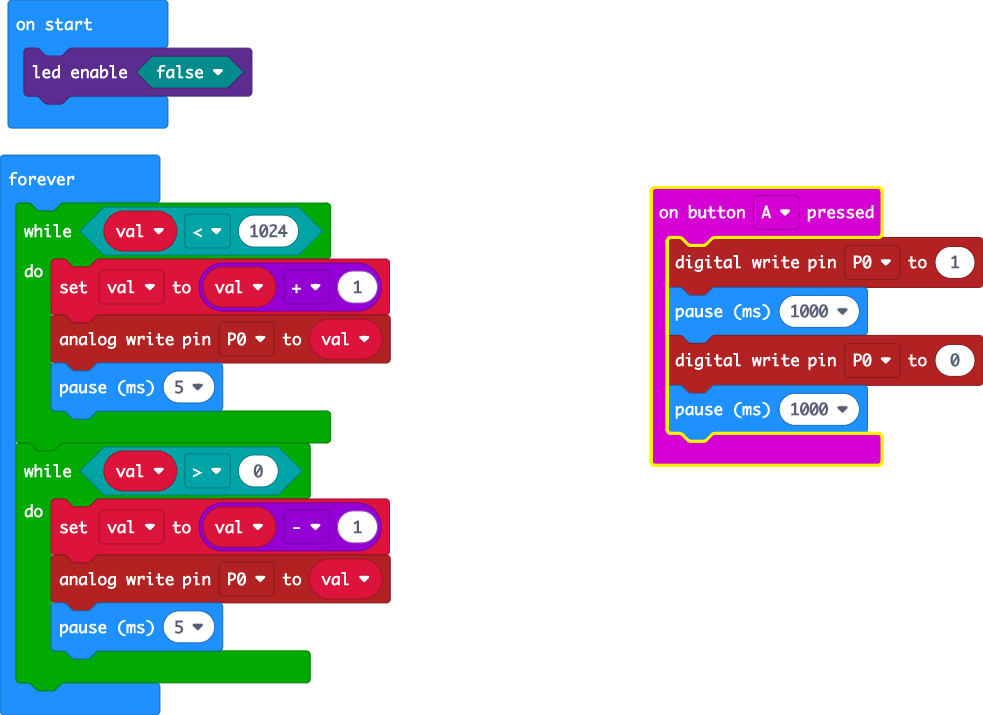 on start
led enable false
forever
while val < 1024
do
set val to val + 1
analog write pin P0 to val
pause (ms) 5
while val > 0
do
set val to val - 1
analog write pin P0 to val
pause (ms) 5
on button A pressed
digital write pin P0 to 1
pause (ms) 1000
digital write pin P0 to 0
pause (ms) 1000